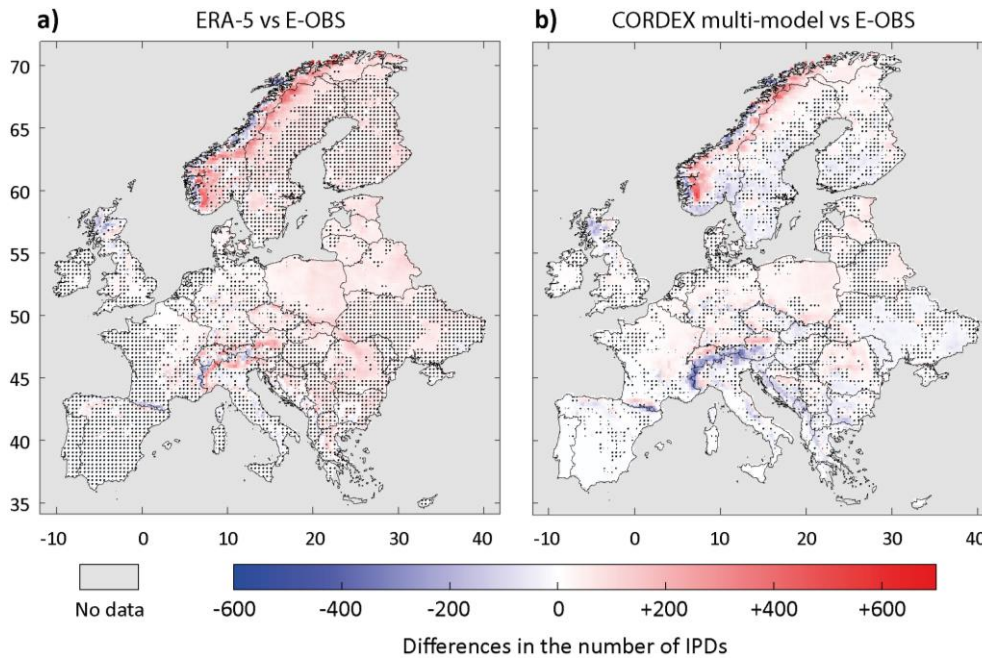 a) ERA-5 vs E-OBS
b) CORDEX multi-model vs E-OBS
70
65
60
55
50
45
40
35
-10 0 10 20 30 40
-10 0 10 20 30 40
No data
-600 -400 -200 0 +200 +400 +600
Differences in the number of IPDs